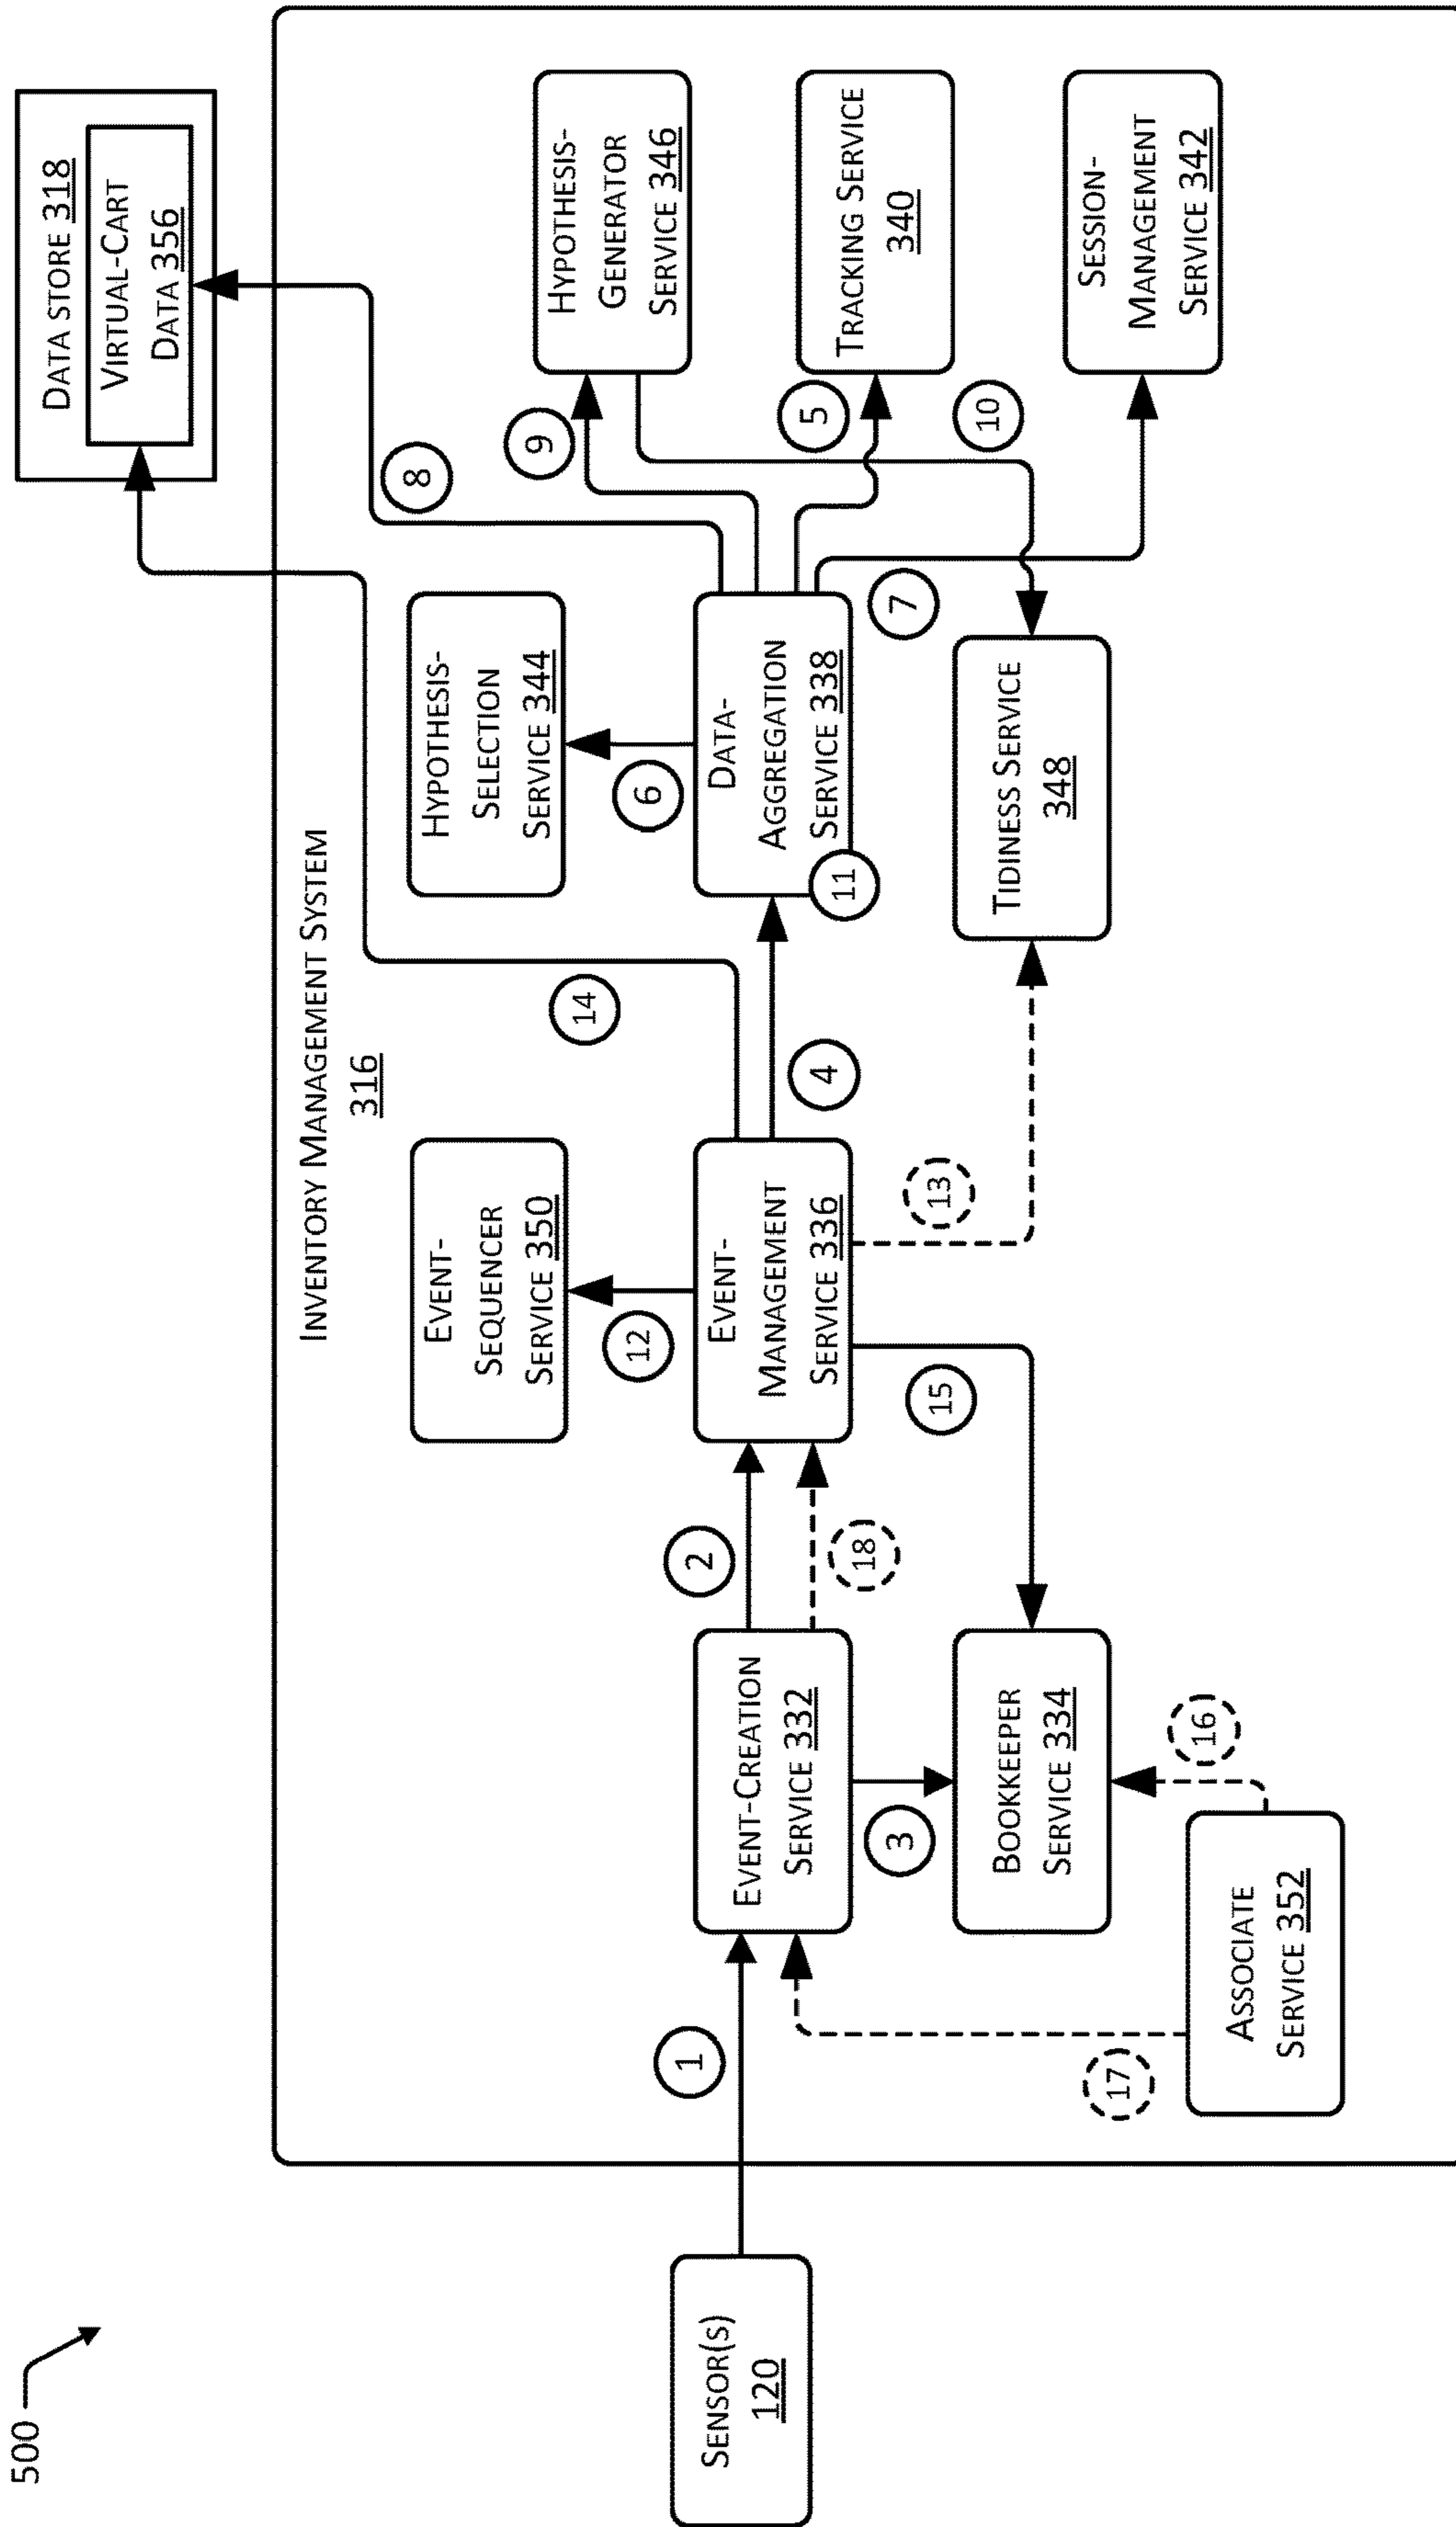 500
DATA STORE 318
VIRTUAL-CART
DATA 356
INVENTORY MANAGEMENT SYSTEM
316
14
8
EVENT-
SEQUENCER
SERVICE 350
HYPOTHESIS-
SELECTION
SERVICE 344
HYPOTHESIS-
GENERATOR
SERVICE 346
12
6
9
1
2
SENSOR(S)
120
EVENT-CREATION
SERVICE 332
EVENT-
MANAGEMENT
SERVICE 336
DATA-
AGGREGATION
SERVICE 338
18
4
11
5
TRACKING SERVICE
340
3
15
13
7
10
BOOKKEEPER
SERVICE 334
TIDINESS SERVICE
348
17
16
ASSOCIATE
SERVICE 352
SESSION-
MANAGEMENT
SERVICE 342